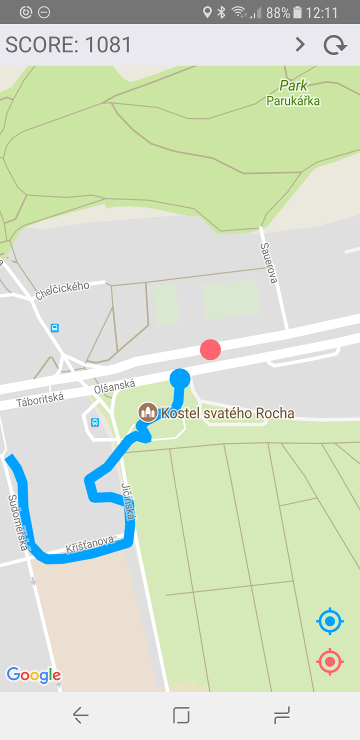 88% 12:11
SCORE: 1081
Park
Parukářka
Sauerova
Chelčického
Olšanská
Táboritská
Kostel svatého Rocha
Jičínská
Sudoměřská
Křišťanova
Google